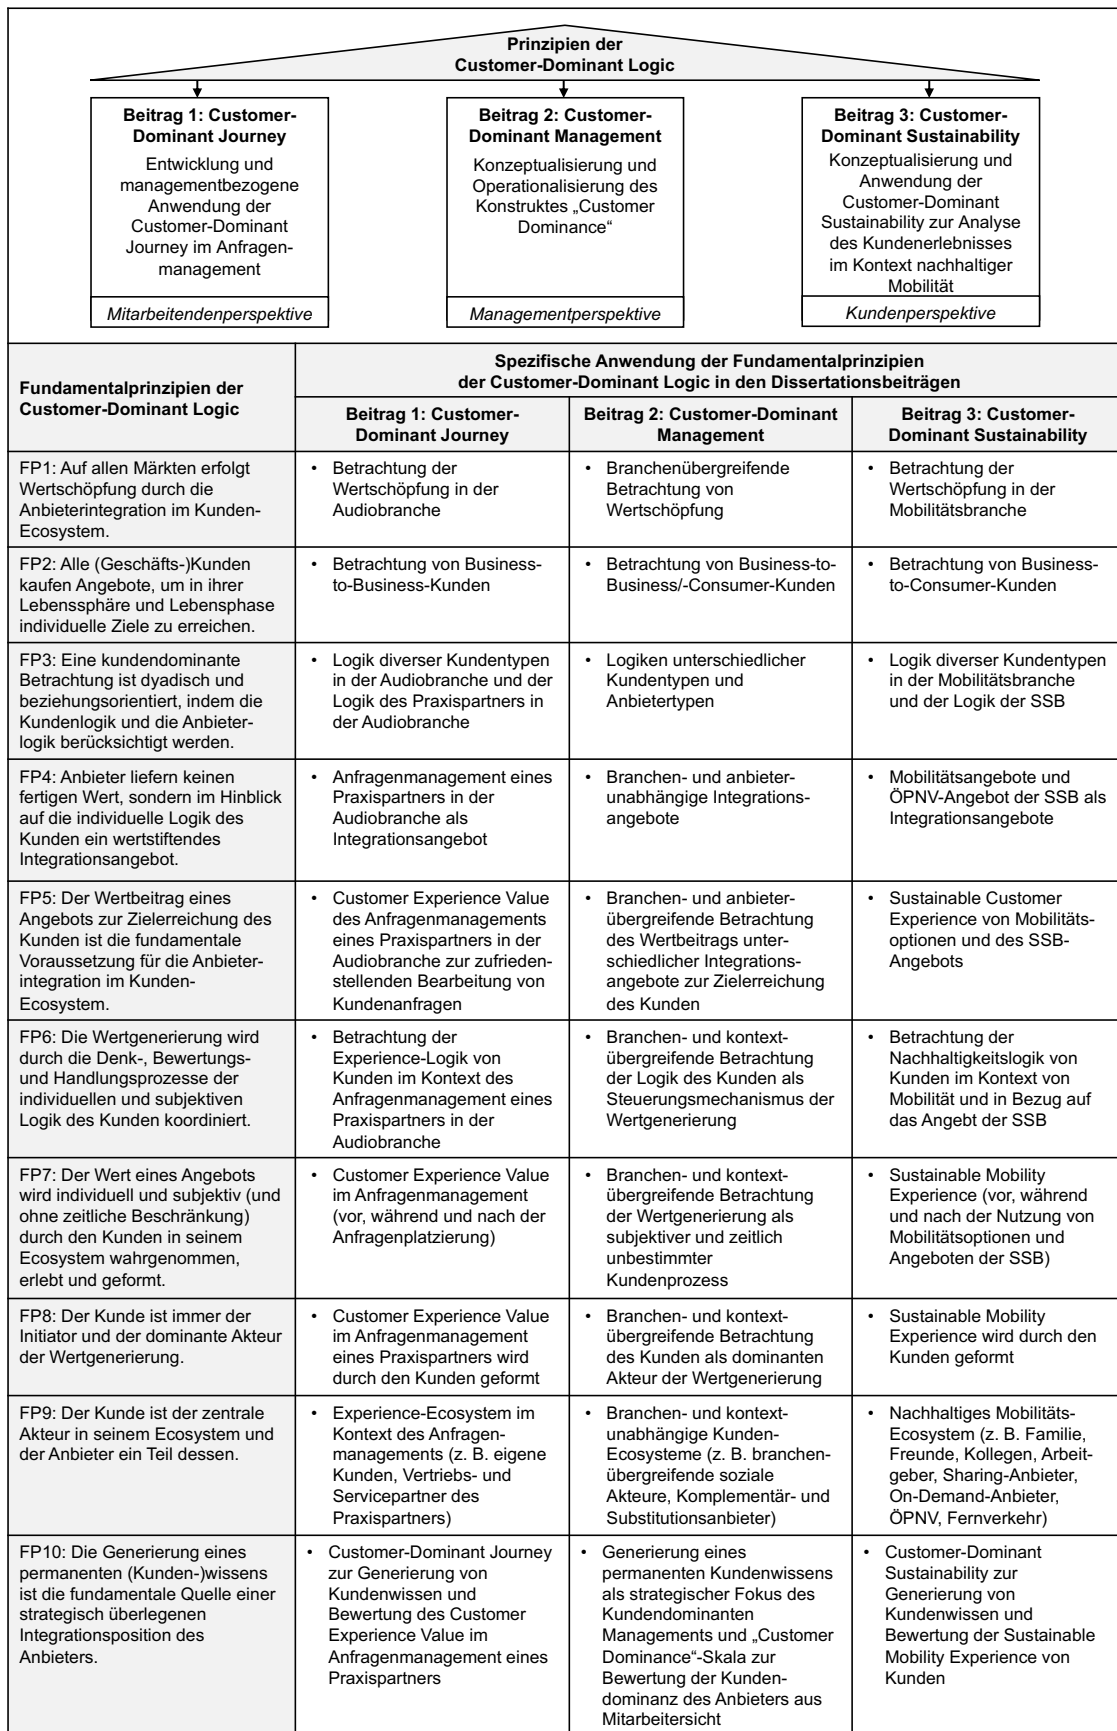 Prinzipien der
Customer-Dominant Logic
Beitrag 1: Customer-
Dominant Journey
Entwicklung und
managementbezogene
Anwendung der
Customer-Dominant
Journey im Anfragen-
management
Mitarbeitendenperspektive
Beitrag 2: Customer-
Dominant Management
Konzeptualisierung und
Operationalisierung des
Konstruktes „Customer
Dominance“
Managementperspektive
Beitrag 3: Customer-
Dominant Sustainability
Konzeptualisierung und
Anwendung der
Customer-Dominant
Sustainability zur Analyse
des Kundenerlebnisses
im Kontext nachhaltiger
Mobilität
Kundenperspektive
Fundamentalprinzipien der
Customer-Dominant Logic
Spezifische Anwendung der Fundamentalprinzipien
der Customer-Dominant Logic in den Dissertationsbeiträgen
Beitrag 1: Customer-
Dominant Journey
Beitrag 2: Customer-Dominant
Management
Beitrag 3: Customer-
Dominant Sustainability
FP1: Auf allen Märkten erfolgt
Wertschöpfung durch die
Anbieterintegration im Kunden-
Ecosystem.
• Betrachtung der
Wertschöpfung in der
Audiobranche
• Branchenübergreifende
Betrachtung von
Wertschöpfung
• Betrachtung der
Wertschöpfung in der
Mobilitätsbranche
FP2: Alle (Geschäfts-)Kunden
kaufen Angebote, um in ihrer
Lebenssphäre und Lebensphase
individuelle Ziele zu erreichen.
• Betrachtung von Business-
to-Business-Kunden
• Betrachtung von Business-to-
Business/-Consumer-Kunden
• Betrachtung von Business-
to-Consumer-Kunden
FP3: Eine kundendominante
Betrachtung ist dyadisch und
beziehungsorientiert, indem die
Kundenlogik und die Anbieter-
logik berücksichtigt werden.
• Logik diverser Kundentypen
in der Audiobranche und der
Logik des Praxispartners in
der Audiobranche
• Logiken unterschiedlicher
Kundentypen und
Anbietertypen
• Logik diverser Kundentypen
in der Mobilitätsbranche
und der Logik der SSB
FP4: Anbieter liefern keinen
fertigen Wert, sondern im Hinblick
auf die individuelle Logik des
Kunden ein wertstiftendes
Integrationsangebot.
• Anfragenmanagement eines
Praxispartners in der
Audiobranche als
Integrationsangebot
• Branchen- und anbieter-
unabhängige Integrations-
angebote
• Mobilitätsangebote und
ÖPNV-Angebot der SSB als
Integrationsangebote
FP5: Der Wertbeitrag eines
Angebots zur Zielerreichung des
Kunden ist die fundamentale
Voraussetzung für die Anbieter-
integration im Kunden-
Ecosystem.
• Customer Experience Value
des Anfragenmanagements
eines Praxispartners in der
Audiobranche zur zufrieden-
stellenden Bearbeitung von
Kundenanfragen
• Branchen- und anbieter-
übergreifende Betrachtung
des Wertbeitrags unter-
schiedlicher Integrations-
angebote zur Zielerreichung
des Kunden
• Sustainable Customer
Experience von Mobilitäts-
optionen und des SSB-
Angebots
FP6: Die Wertgenerierung wird
durch die Denk-, Bewertungs-
und Handlungsprozesse der
individuellen und subjektiven
Logik des Kunden koordiniert.
• Betrachtung der
Experience-Logik von
Kunden im Kontext des
Anfragenmanagement eines
Praxispartners in der
Audiobranche
• Branchen- und kontext-
übergreifende Betrachtung
der Logik des Kunden als
Steuerungsmechanismus der
Wertgenerierung
• Betrachtung der
Nachhaltigkeitslogik von
Kunden im Kontext von
Mobilität und in Bezug auf
das Angebt der SSB
FP7: Der Wert eines Angebots
wird individuell und subjektiv (und
ohne zeitliche Beschränkung)
durch den Kunden in seinem
Ecosystem wahrgenommen,
erlebt und geformt.
• Customer Experience Value
im Anfragenmanagement
(vor, während und nach der
Anfragenplatzierung)
• Branchen- und kontext-
übergreifende Betrachtung
der Wertgenerierung als
subjektiver und zeitlich
unbestimmter
Kundenprozess
• Sustainable Mobility
Experience (vor, während
und nach der Nutzung von
Mobilitätsoptionen und
Angeboten der SSB)
FP8: Der Kunde ist immer der
Initiator und der dominante Akteur
der Wertgenerierung.
• Customer Experience Value
im Anfragenmanagement
eines Praxispartners wird
durch den Kunden geformt
• Branchen- und kontext-
übergreifende Betrachtung
des Kunden als dominanten
Akteur der Wertgenerierung
• Sustainable Mobility
Experience wird durch den
Kunden geformt
FP9: Der Kunde ist der zentrale
Akteur in seinem Ecosystem und
der Anbieter ein Teil dessen.
• Experience-Ecosystem im
Kontext des Anfragen-
managements (z. B. eigene
Kunden, Vertriebs- und
Servicepartner des
Praxispartners)
• Branchen- und kontext-
unabhängige Kunden-
Ecosysteme (z. B. branchen-
übergreifende soziale
Akteure, Komplementär- und
Substitutionsanbieter)
• Nachhaltiges Mobilitäts-
Ecosystem (z. B. Familie,
Freunde, Kollegen, Arbeit-
geber, Sharing-Anbieter,
On-Demand-Anbieter,
ÖPNV, Fernverkehr)
FP10: Die Generierung eines
permanenten (Kunden-)wissens
ist die fundamentale Quelle einer
strategisch überlegenen
Integrationsposition des
Anbieters.
• Customer-Dominant Journey
zur Generierung von
Kundenwissen und
Bewertung des Customer
Experience Value im
Anfragenmanagement eines
Praxispartners
• Generierung eines
permanenten Kundenwissens
als strategischer Fokus des
Kundendominanten
Managements und „Customer
Dominance“-Skala zur
Bewertung der Kunden-
dominanz des Anbieters aus
Mitarbeitersicht
• Customer-Dominant
Sustainability zur
Generierung von
Kundenwissen und
Bewertung der Sustainable
Mobility Experience von
Kunden